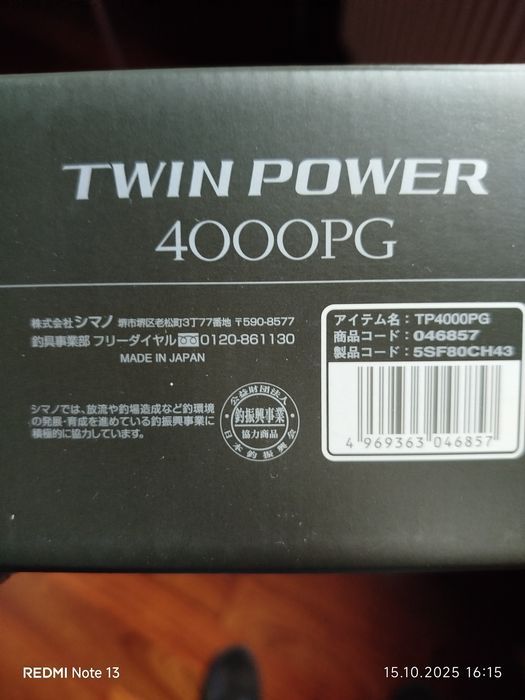 TWIN POWER
4000PG
株式会社シマノ 堺市堺区老松町3丁77番地 〒590-8577
釣具事業部 フリーダイヤル 0120-861130
MADE IN JAPAN
シマノでは、放流や釣場造成など釣環境
の発展・育成を進めている釣振興事業に
積極的に協力しています。
公益財団法人
釣振興事業
協力商品
日本釣振興会
アイテム名：TP4000PG
商品コード：046857
製品コード：5SF80CH43
4 969363 046857
REDMI Note 13
15.10.2025 16:15